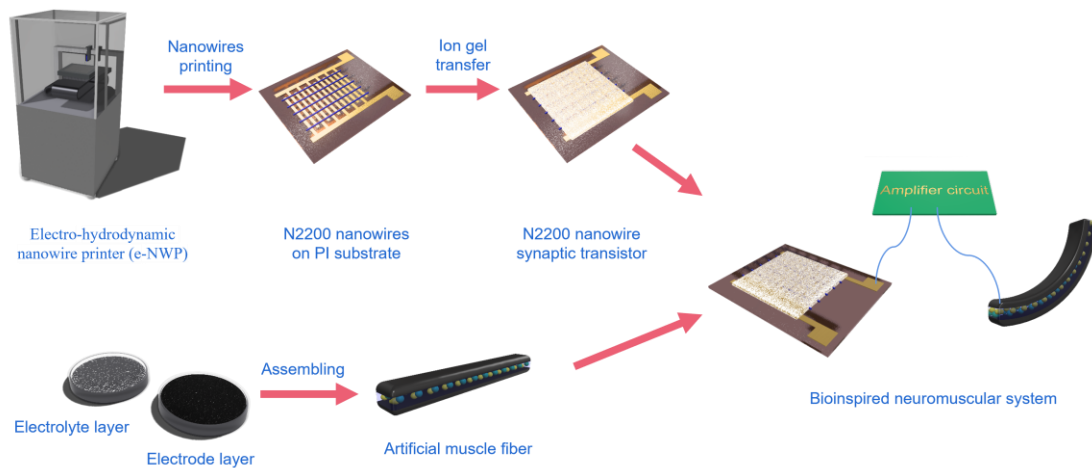 Nanowires
printing
Ion gel
transfer
Electro-hydrodynamic
nanowire printer (e-NWP)
N2200 nanowires
on PI substrate
N2200 nanowire
synaptic transistor
Amplifier circuit
Electrolyte layer
Electrode layer
Assembling
Artificial muscle fiber
Bioinspired neuromuscular system